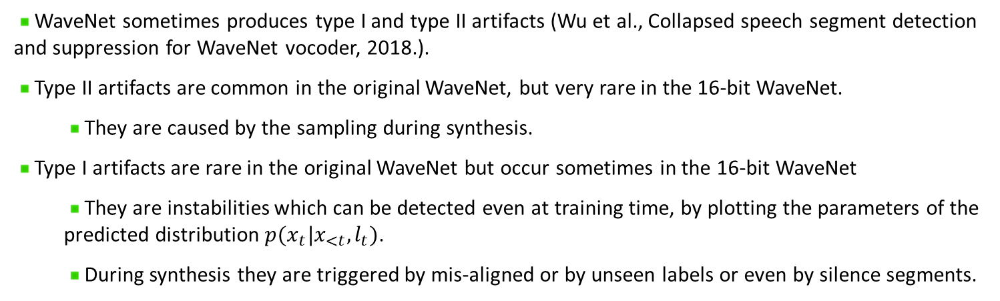 ▪ WaveNet sometimes produces type I and type II artifacts (Wu et al., Collapsed speech segment detection
and suppression for WaveNet vocoder, 2018.).
▪ Type II artifacts are common in the original WaveNet, but very rare in the 16-bit WaveNet.
▪ They are caused by the sampling during synthesis.
▪ Type I artifacts are rare in the original WaveNet but occur sometimes in the 16-bit WaveNet
▪ They are instabilities which can be detected even at training time, by plotting the parameters of the
predicted distribution p(x_t|x_{<t}, l_t).
▪ During synthesis they are triggered by mis-aligned or by unseen labels or even by silence segments.